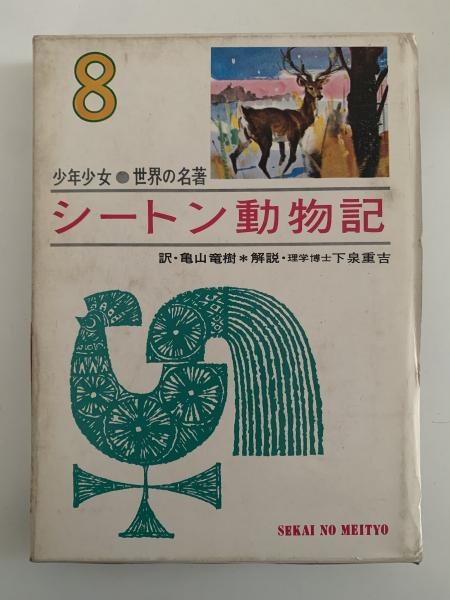 8
少年少女●世界の名著
シートン動物記
訳・亀山竜樹＊解説・理学博士下泉重吉
SEKAI NO MEITYO